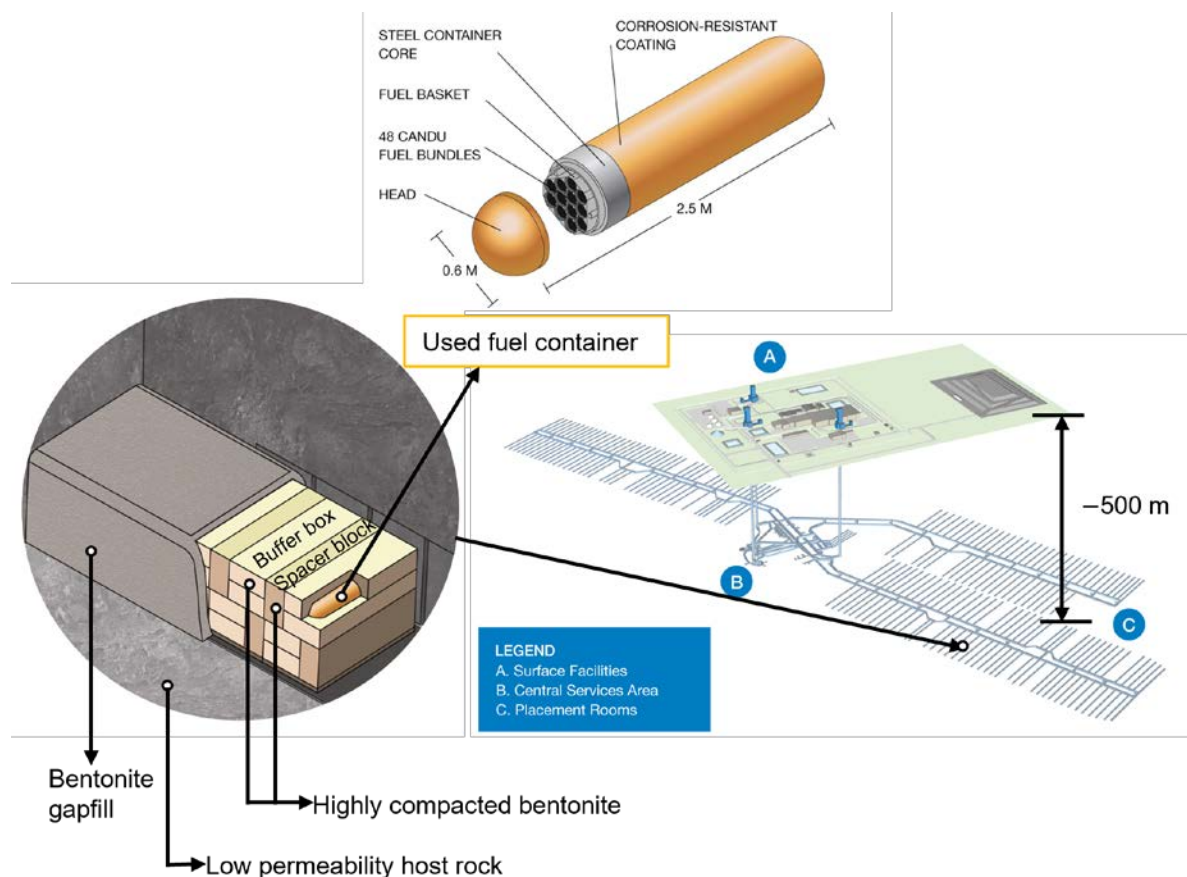 STEEL CONTAINER
CORE
CORROSION-RESISTANT
COATING
FUEL BASKET
48 CANDU
FUEL BUNDLES
HEAD
2.5 M
0.6 M
Used fuel container
A
Buffer box
Spacer block
−500 m
B
C
LEGEND
A. Surface Facilities
B. Central Services Area
C. Placement Rooms
Bentonite
gapfill
Highly compacted bentonite
Low permeability host rock